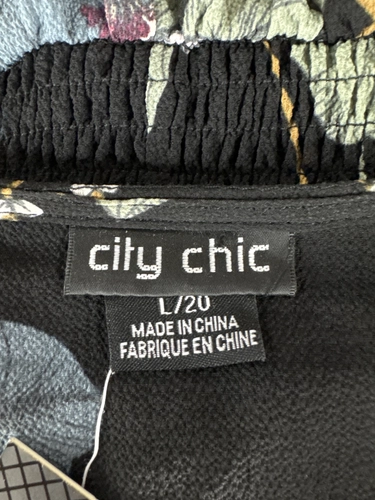 city chic
L/20
MADE IN CHINA
FABRIQUE EN CHINE